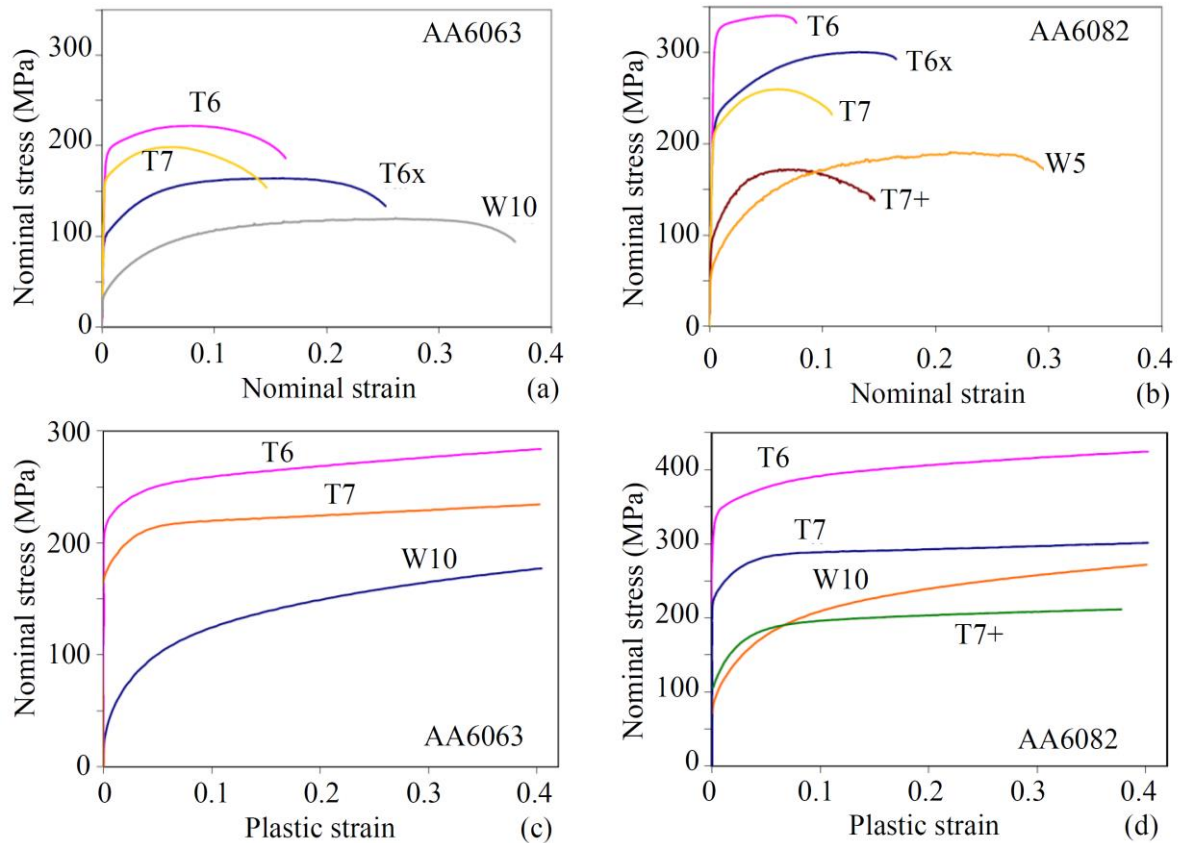 Nominal stress (MPa)
300
200
100
0
AA6063
T6
T7
T6x
W10
0 0.1 0.2 0.3 0.4
Nominal strain (a)
Nominal stress (MPa)
300
200
100
0
AA6082
T6
T6x
T7
W5
T7+
0 0.1 0.2 0.3 0.4
Nominal strain (b)
Nominal stress (MPa)
300
200
100
0
T6
T7
W10
AA6063
0 0.1 0.2 0.3 0.4
Plastic strain (c)
Nominal stress (MPa)
400
300
200
100
0
T6
T7
W10
T7+
AA6082
0 0.1 0.2 0.3 0.4
Plastic strain (d)